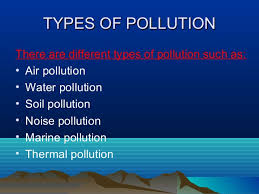 TYPES OF POLLUTION
There are different types of pollution such as:
• Air pollution
• Water pollution
• Soil pollution
• Noise pollution
• Marine pollution
• Thermal pollution